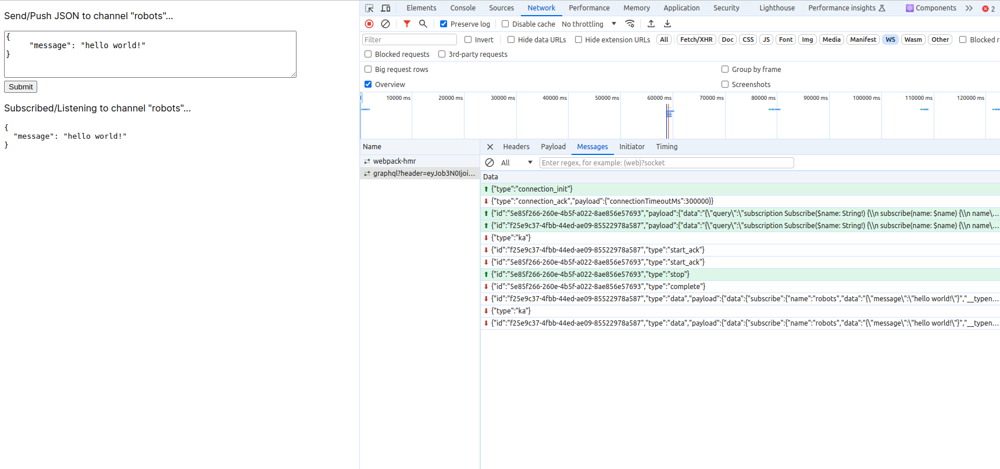 Send/Push JSON to channel "robots"...
{
     "message": "hello world!"
}
Submit
Subscribed/Listening to channel "robots"...
{
  "message": "hello world!"
}
Elements Console Sources Network Performance Memory Application Security Lighthouse Performance insights Components 2
Preserve log Disable cache No throttling
Filter Invert Hide data URLs Hide extension URLs All Fetch/XHR Doc CSS JS Font Img Media Manifest WS Wasm Other Blocked r
Blocked requests 3rd-party requests
Big request rows Group by frame
Overview Screenshots
10000 ms 20000 ms 30000 ms 40000 ms 50000 ms 60000 ms 70000 ms 80000 ms 90000 ms 100000 ms 110000 ms 120000 ms
Name Headers Payload Messages Initiator Timing
webpack-hmr
graphql?header=eyJob3N0Ijoi...
All Enter regex, for example: (web)?socket
Data
{"type":"connection_init"}
{"type":"connection_ack","payload":{"connectionTimeoutMs":300000}}
{"id":"5e85f266-260e-4b5f-a022-8ae856e57693","payload":{"data":"{\"query\":\"subscription Subscribe($name: String!) {\\n subscribe(name: $name) {\\n name\...
{"id":"f25e9c37-4fbb-44ed-ae09-85522978a587","payload":{"data":"{\"query\":\"subscription Subscribe($name: String!) {\\n subscribe(name: $name) {\\n name\...
{"type":"ka"}
{"id":"f25e9c37-4fbb-44ed-ae09-85522978a587","type":"start_ack"}
{"id":"5e85f266-260e-4b5f-a022-8ae856e57693","type":"start_ack"}
{"id":"5e85f266-260e-4b5f-a022-8ae856e57693","type":"stop"}
{"id":"5e85f266-260e-4b5f-a022-8ae856e57693","type":"complete"}
{"id":"f25e9c37-4fbb-44ed-ae09-85522978a587","type":"data","payload":{"data":{"subscribe":{"name":"robots","data":"{\"message\":\"hello world!\"}","__typen...
{"type":"ka"}
{"id":"f25e9c37-4fbb-44ed-ae09-85522978a587","type":"data","payload":{"data":{"subscribe":{"name":"robots","data":"{\"message\":\"hello world!\"}","__typen...